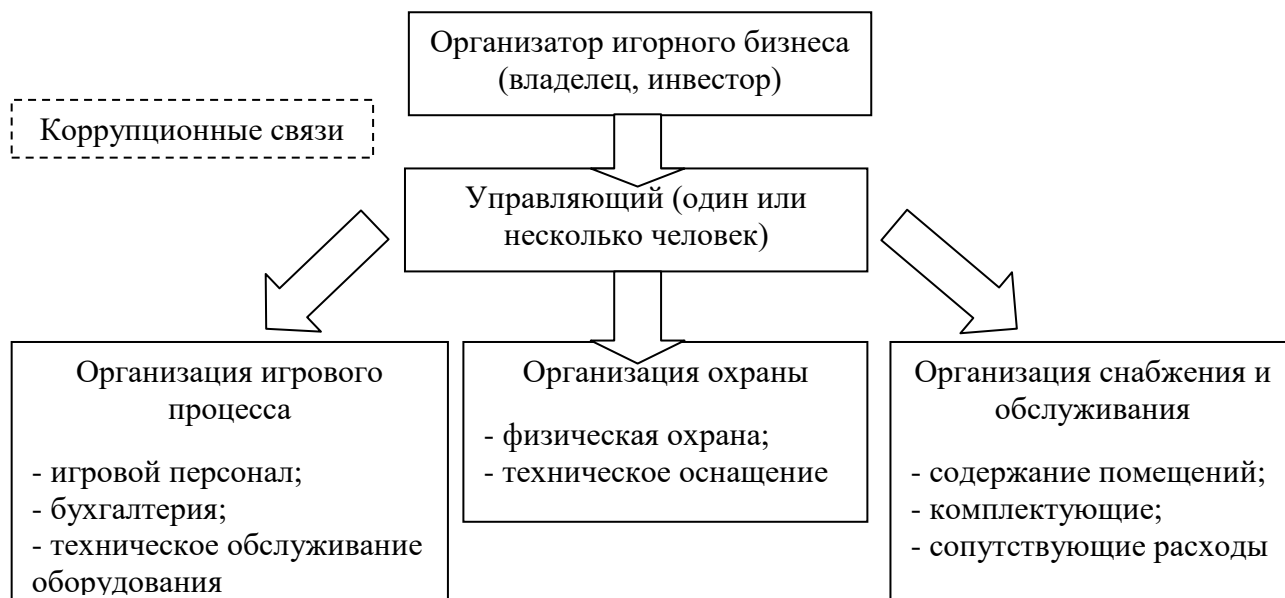 Организатор игорного бизнеса
(владелец, инвестор)
Коррупционные связи
Управляющий (один или
несколько человек)
Организация игрового
процесса
- игровой персонал;
- бухгалтерия;
- техническое обслуживание
оборудования
Организация охраны
- физическая охрана;
- техническое оснащение
Организация снабжения и
обслуживания
- содержание помещений;
- комплектующие;
- сопутствующие расходы